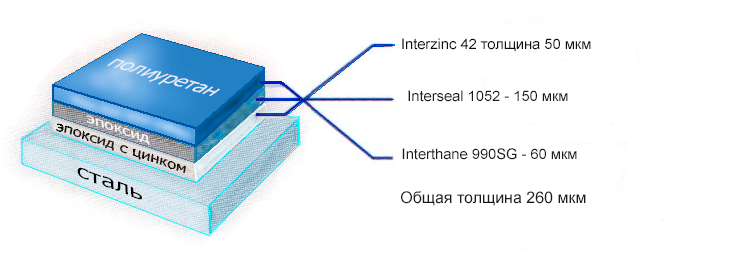 полиуретан
эпоксид
эпоксид с цинком
сталь
Interzinc 42 толщина 50 мкм
Interseal 1052 - 150 мкм
Interthane 990SG - 60 мкм
Общая толщина 260 мкм